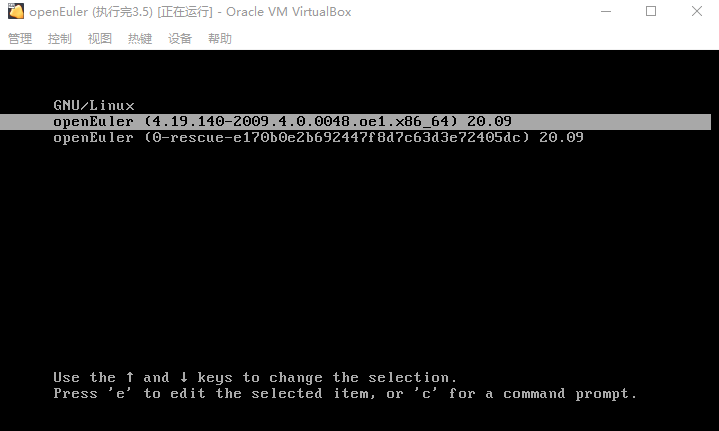 openEuler (执行完3.5) [正在运行] - Oracle VM VirtualBox
管理 控制 视图 热键 设备 帮助
GNU/Linux
openEuler (4.19.140-2009.4.0.0048.oe1.x86_64) 20.09
openEuler (0-rescue-e170b0e2b692447f8d7c63d3e72405dc) 20.09
Use the ↑ and ↓ keys to change the selection.
Press 'e' to edit the selected item, or 'c' for a command prompt.